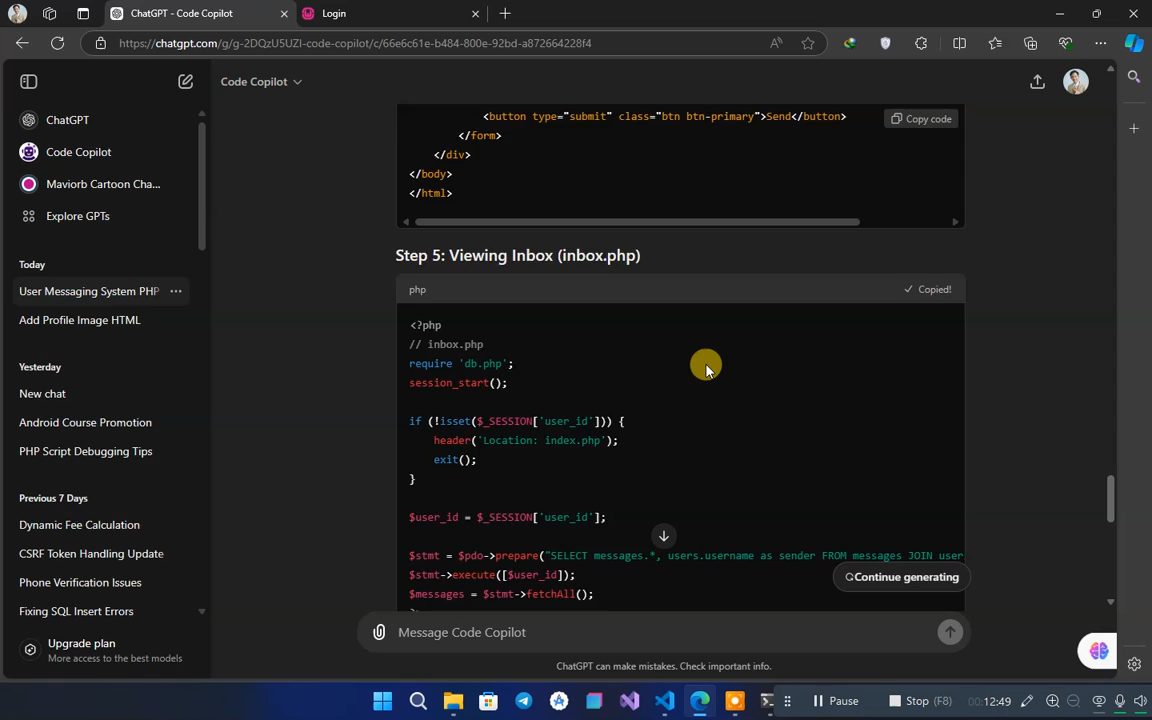 ChatGPT - Code Copilot
Login
https://chatgpt.com/g/g-2DQzU5UZl-code-copilot/c/66e6c61e-b484-800e-92bd-a872664228f4
Code Copilot
ChatGPT
Code Copilot
Maviorb Cartoon Cha...
Explore GPTs
Today
User Messaging System PHP
Add Profile Image HTML
Yesterday
New chat
Android Course Promotion
PHP Script Debugging Tips
Previous 7 Days
Dynamic Fee Calculation
CSRF Token Handling Update
Phone Verification Issues
Fixing SQL Insert Errors
Upgrade plan
More access to the best models
<button type="submit" class="btn btn-primary">Send</button>
Copy code
</form>
</div>
</body>
</html>
Step 5: Viewing Inbox (inbox.php)
php
Copied!
<?php
// inbox.php
require 'db.php';
session_start();
if (!isset($_SESSION['user_id'])) {
header('Location: index.php');
exit();
}
$user_id = $_SESSION['user_id'];
$stmt = $pdo->prepare("SELECT messages.*, users.username as sender FROM messages JOIN user
$stmt->execute([$user_id]);
$messages = $stmt->fetchAll();
Continue generating
Message Code Copilot
ChatGPT can make mistakes. Check important info.
Pause
Stop (F8)
00:12:49